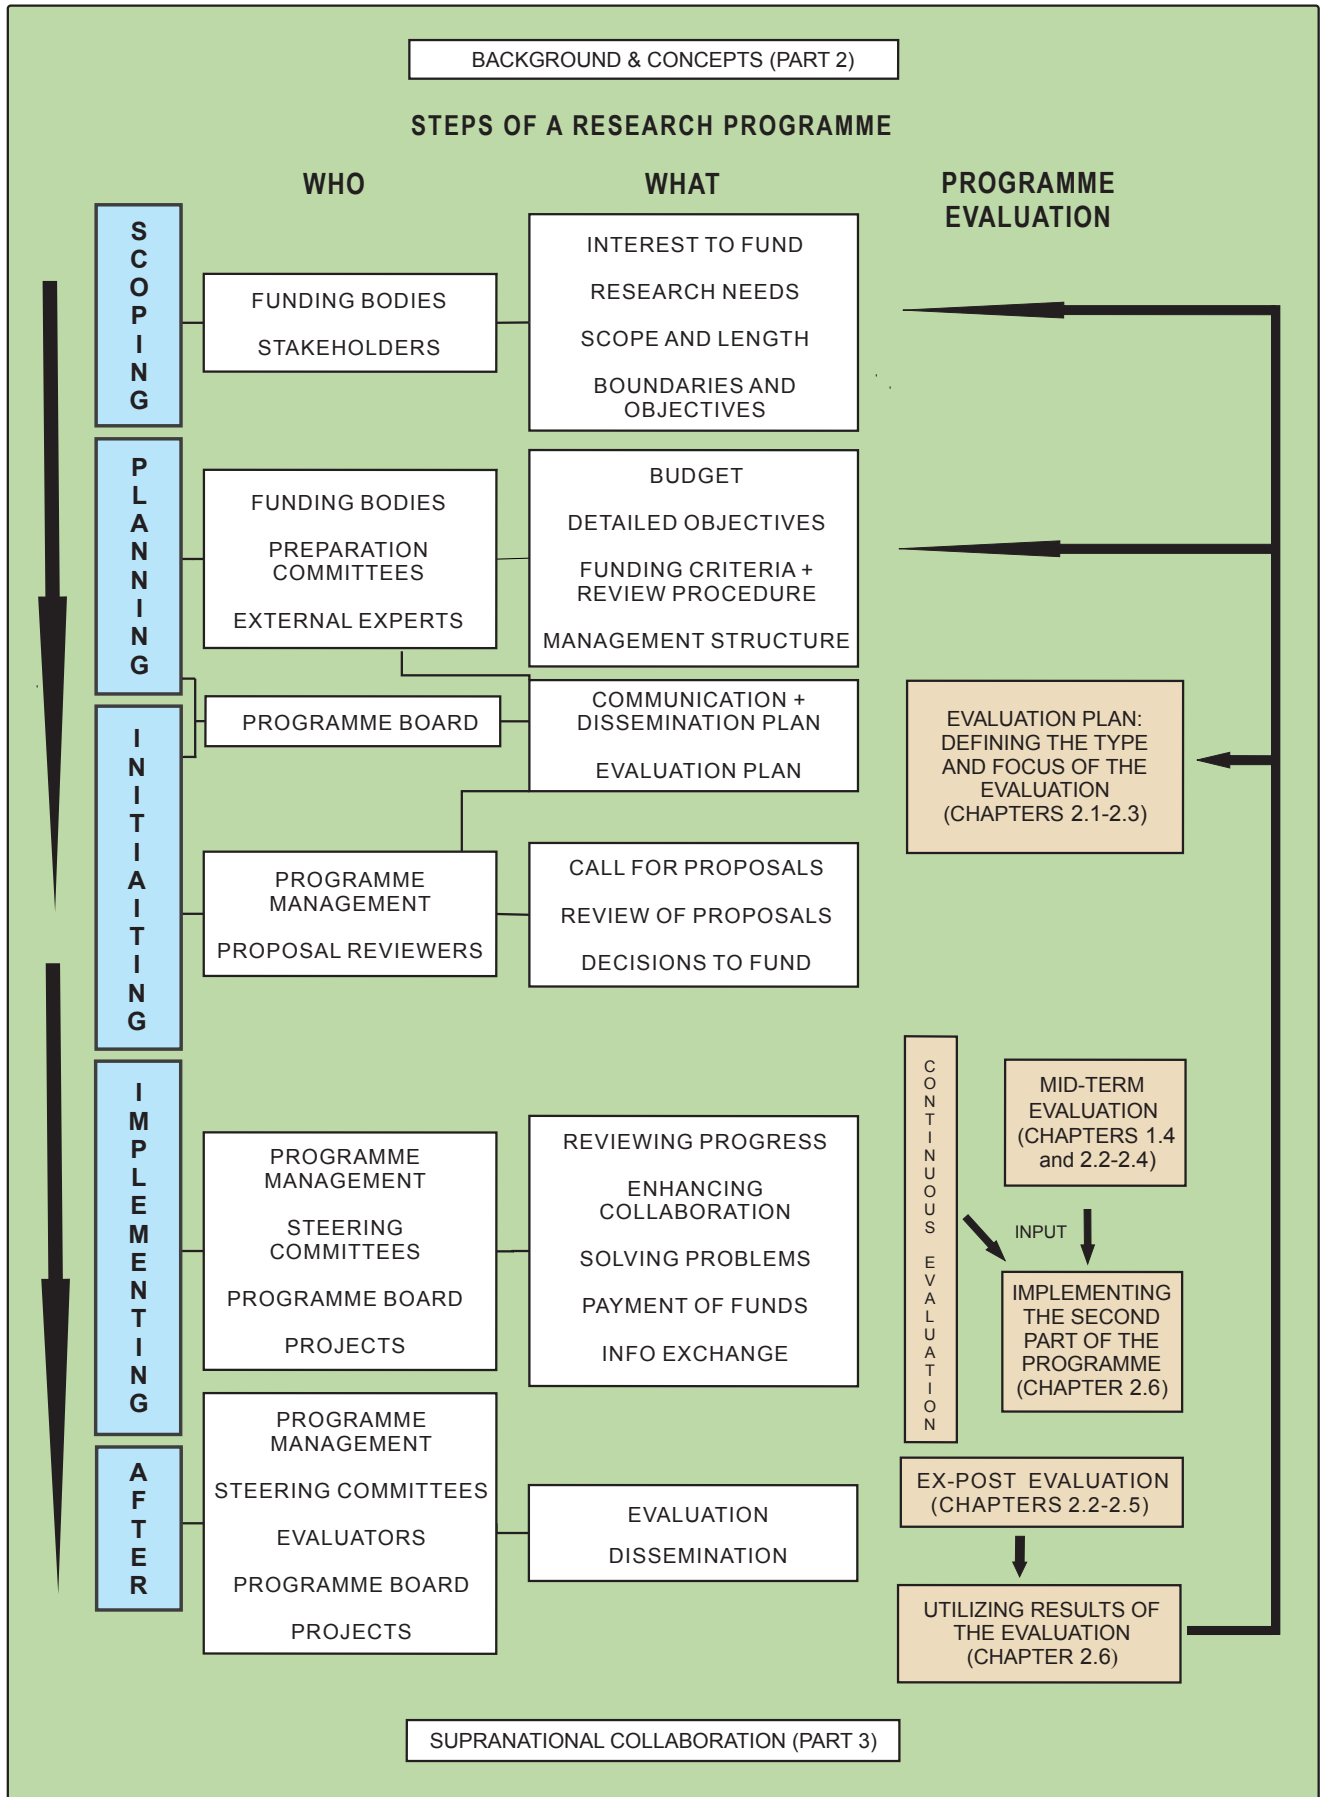 BACKGROUND & CONCEPTS (PART 2)
STEPS OF A RESEARCH PROGRAMME
WHO
WHAT
PROGRAMME
EVALUATION
SCOPING
FUNDING BODIES
STAKEHOLDERS
INTEREST TO FUND
RESEARCH NEEDS
SCOPE AND LENGTH
BOUNDARIES AND
OBJECTIVES
PLANNING
FUNDING BODIES
PREPARATION
COMMITTEES
EXTERNAL EXPERTS
BUDGET
DETAILED OBJECTIVES
FUNDING CRITERIA +
REVIEW PROCEDURE
MANAGEMENT STRUCTURE
PROGRAMME BOARD
COMMUNICATION +
DISSEMINATION PLAN
EVALUATION PLAN
EVALUATION PLAN:
DEFINING THE TYPE
AND FOCUS OF THE
EVALUATION
(CHAPTERS 2.1-2.3)
INITIAITING
PROGRAMME
MANAGEMENT
PROPOSAL REVIEWERS
CALL FOR PROPOSALS
REVIEW OF PROPOSALS
DECISIONS TO FUND
IMPLEMENTING
PROGRAMME
MANAGEMENT
STEERING
COMMITTEES
PROGRAMME BOARD
PROJECTS
REVIEWING PROGRESS
ENHANCING
COLLABORATION
SOLVING PROBLEMS
PAYMENT OF FUNDS
INFO EXCHANGE
CONTINUOUS EVALUATION
MID-TERM
EVALUATION
(CHAPTERS 1.4
and 2.2-2.4)
INPUT
IMPLEMENTING
THE SECOND
PART OF THE
PROGRAMME
(CHAPTER 2.6)
AFTER
PROGRAMME
MANAGEMENT
STEERING COMMITTEES
EVALUATORS
PROGRAMME BOARD
PROJECTS
EVALUATION
DISSEMINATION
EX-POST EVALUATION
(CHAPTERS 2.2-2.5)
UTILIZING RESULTS OF
THE EVALUATION
(CHAPTER 2.6)
SUPRANATIONAL COLLABORATION (PART 3)